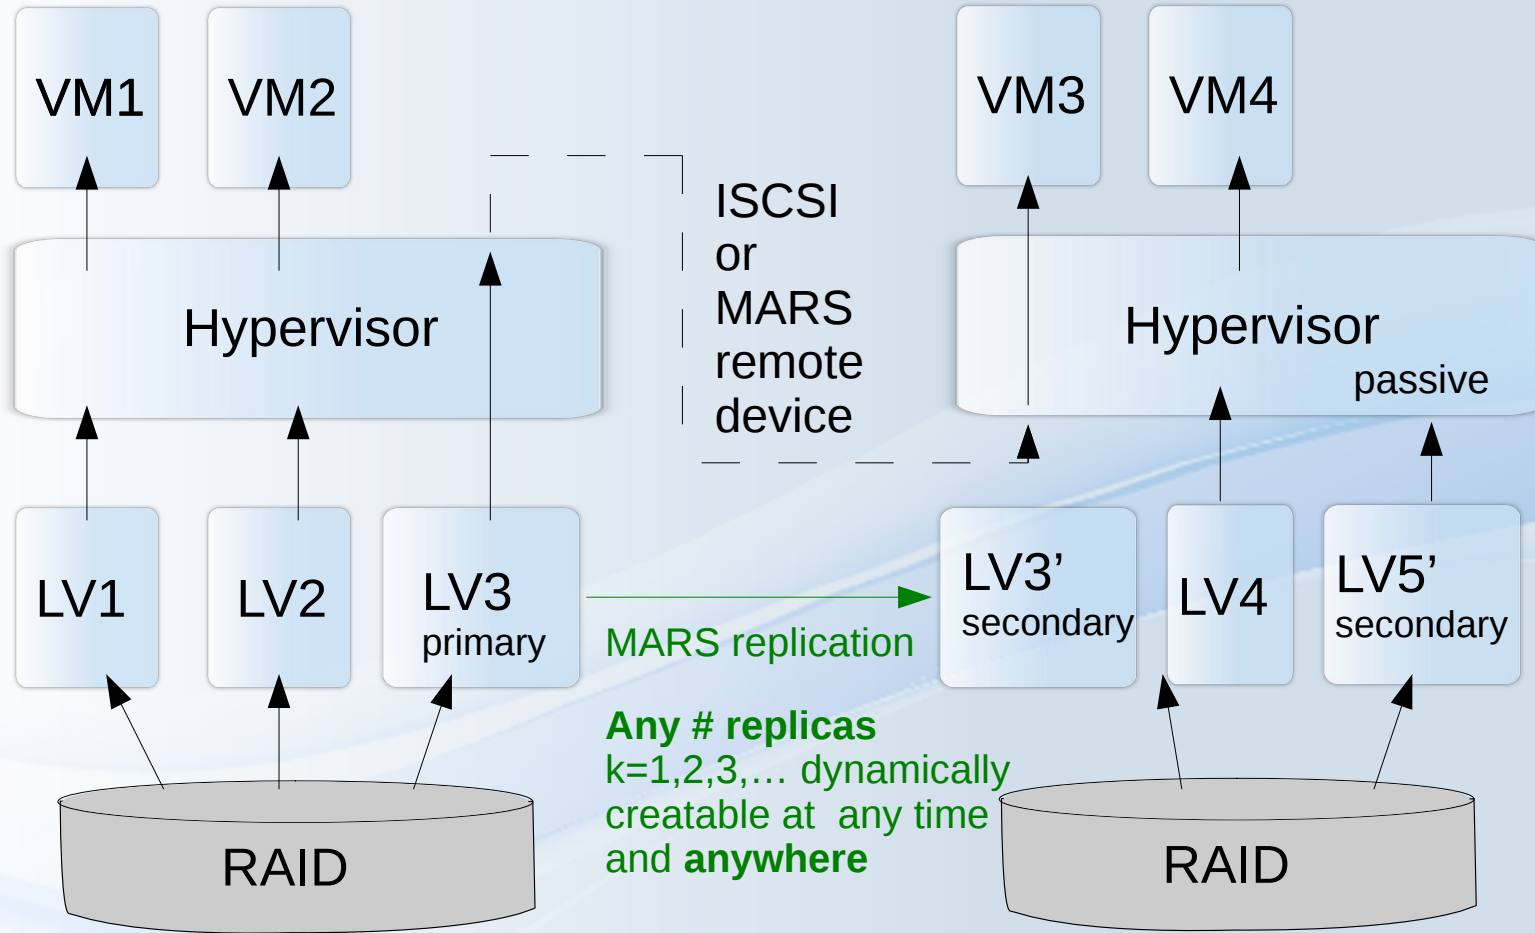 VM1
VM2
VM3
VM4
ISCSI
or
MARS
remote
device
Hypervisor
Hypervisor
passive
LV1
LV2
LV3
primary
LV3’
secondary
LV4
LV5’
secondary
MARS replication
Any # replicas
k=1,2,3,… dynamically
creatable at any time
and anywhere
RAID
RAID